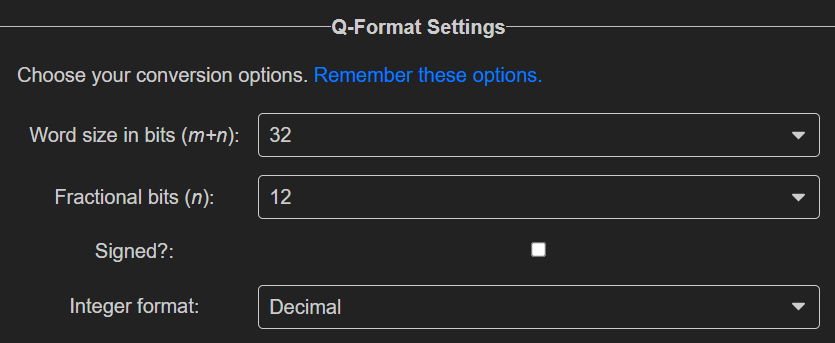 Q-Format Settings
Choose your conversion options. Remember these options.
Word size in bits (m+n): 32
Fractional bits (n): 12
Signed?:
Integer format: Decimal